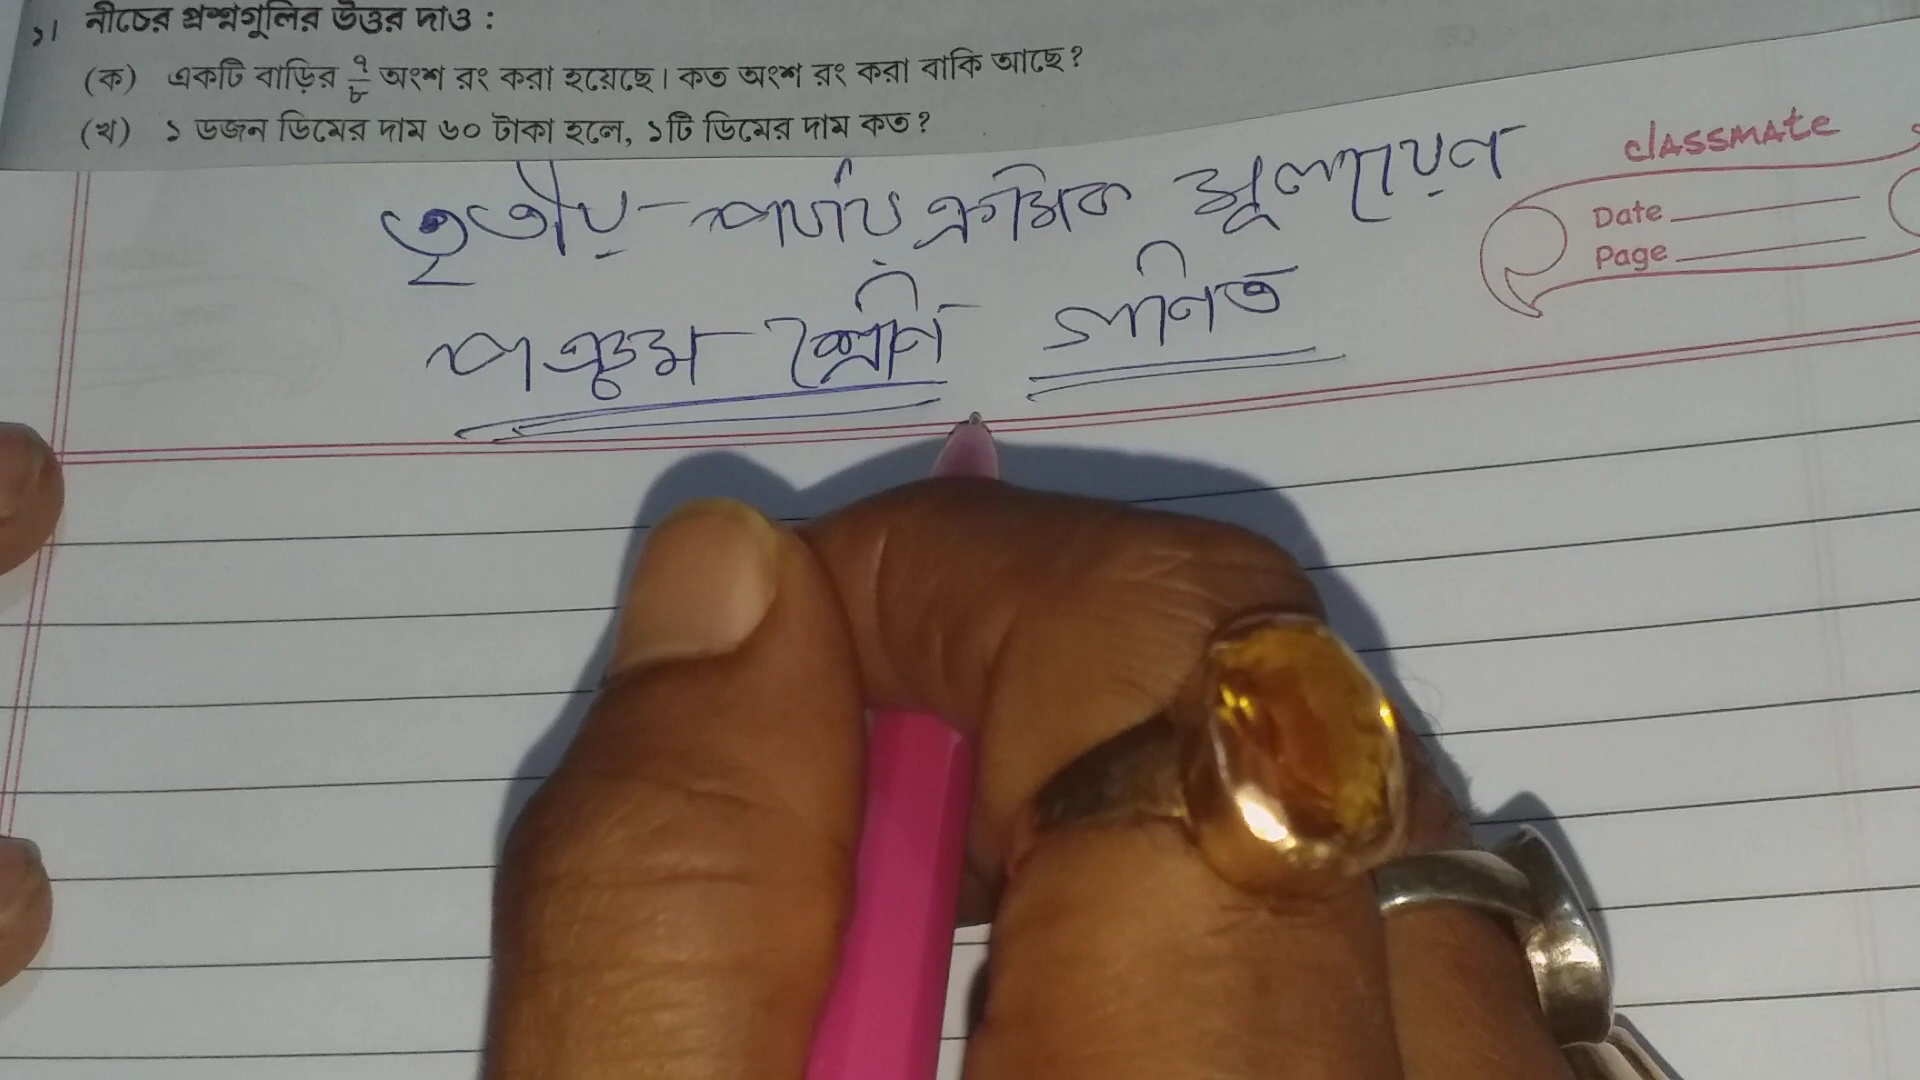 ১। নীচের প্রশ্নগুলির উত্তর দাও :
(ক) একটি বাড়ির ৭/৮ অংশ রং করা হয়েছে। কত অংশ রং করা বাকি আছে?
(খ) ১ ডজন ডিমের দাম ৬০ টাকা হলে, ১টি ডিমের দাম কত?
classmate
Date
Page
তৃতীয় পর্যায় ক্রমিক মূল্যায়ণ
পঞ্চম শ্রেণি গণিত